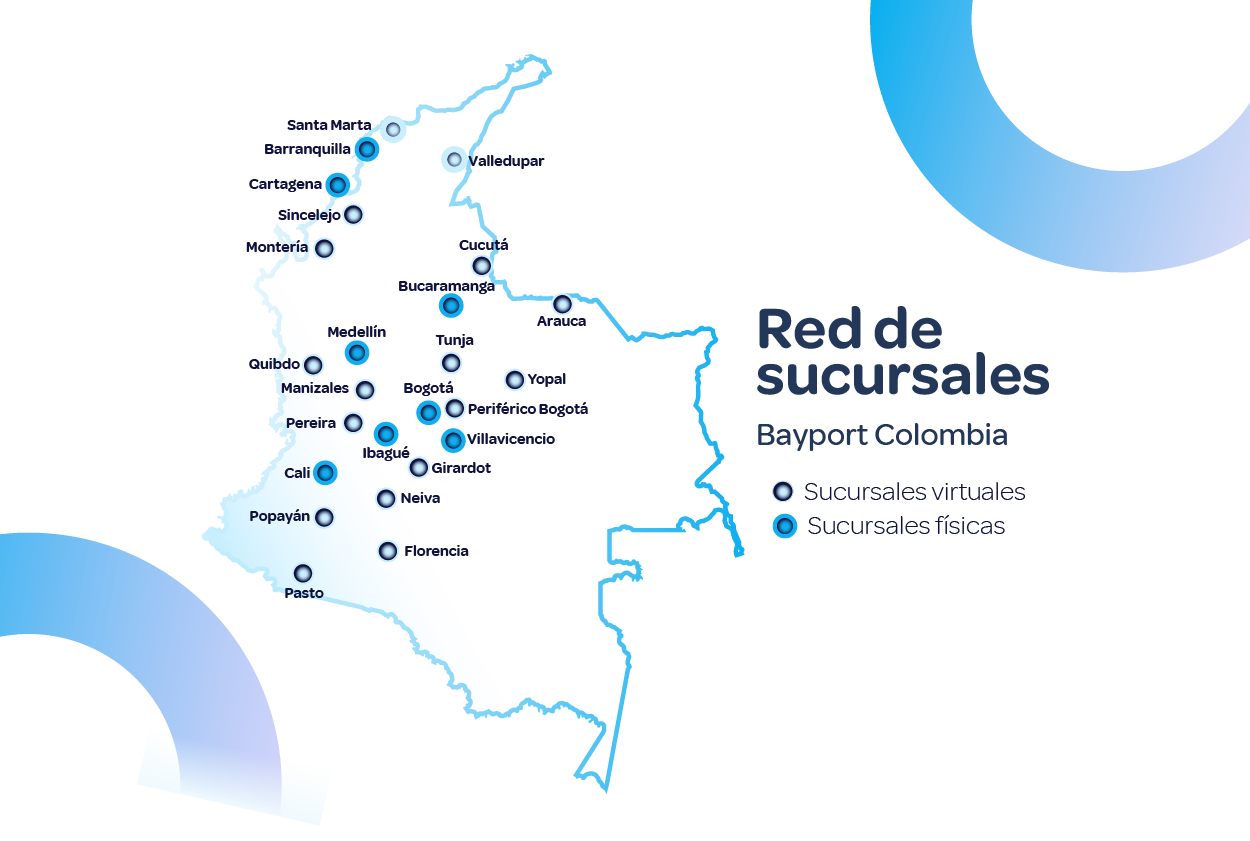 Santa Marta
Barranquilla
Valledupar
Cartagena
Sincelejo
Montería
Cucutá
Bucaramanga
Arauca
Medellín
Tunja
Quibdo
Manizales
Bogotá
Yopal
Periférico Bogotá
Pereira
Villavicencio
Ibagué
Girardot
Cali
Neiva
Popayán
Florencia
Pasto
Red de
sucursales
Bayport Colombia
Sucursales virtuales
Sucursales físicas